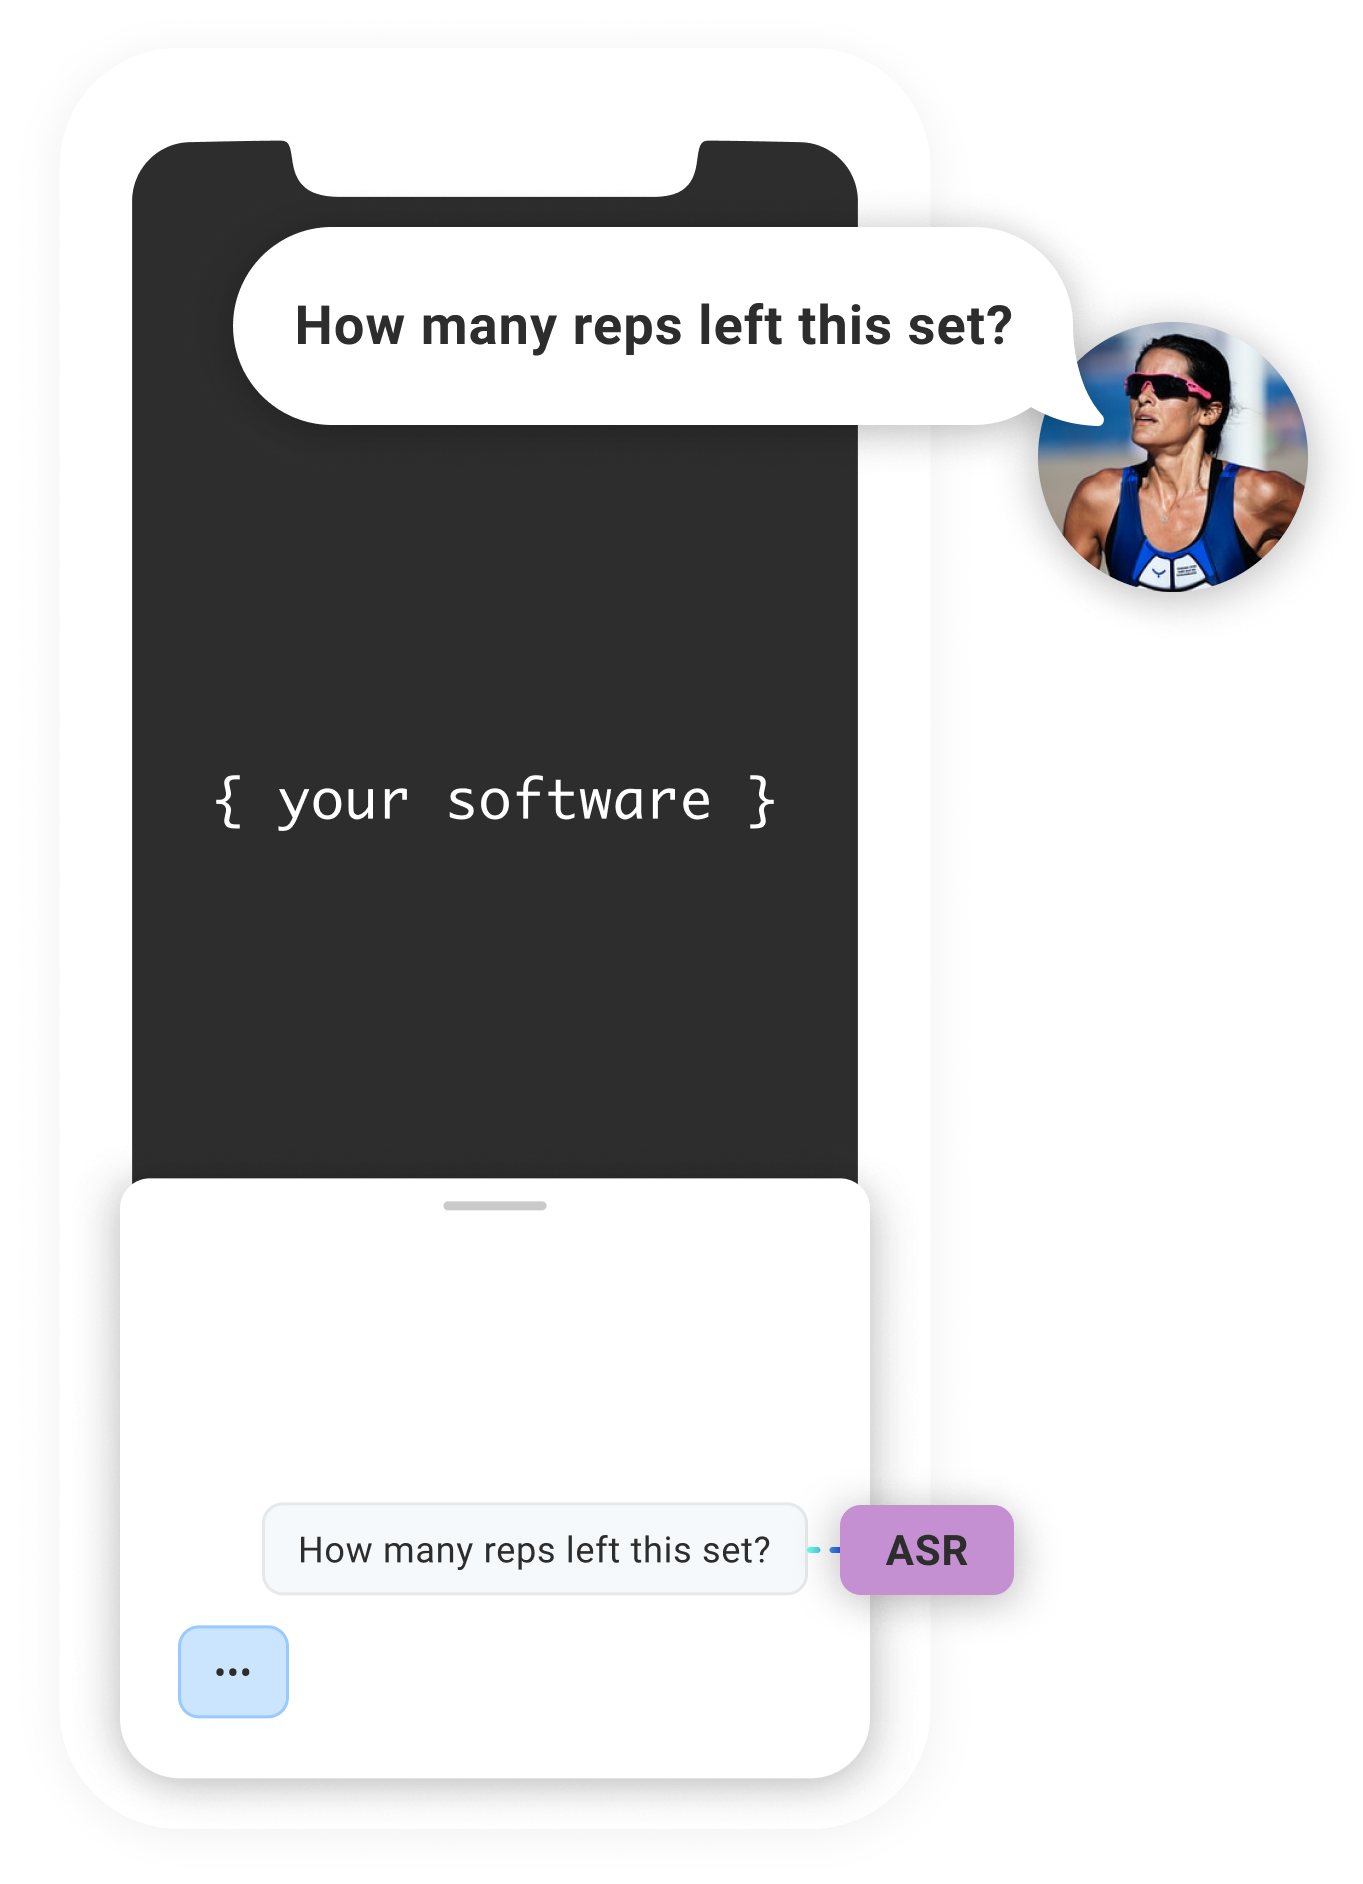 How many reps left this set?
{ your software }
How many reps left this set?
ASR
...